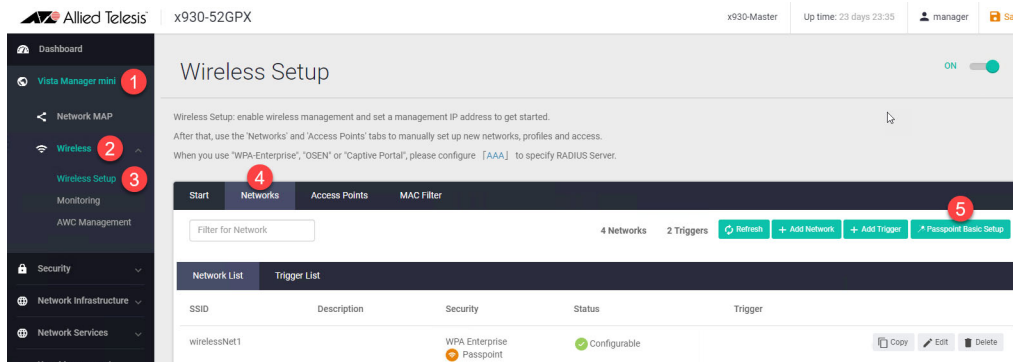 Allied Telesis x930-52GPX x930-Master Up time: 23 days 23:35 manager
Dashboard
Vista Manager mini 1
Network MAP
Wireless 2
Wireless Setup 3
Monitoring
AWC Management
Security
Network Infrastructure
Network Services
Wireless Setup ON
Wireless Setup: enable wireless management and set a management IP address to get started.
After that, use the 'Networks' and 'Access Points' tabs to manually set up new networks, profiles and access.
When you use "WPA-Enterprise", "OSEN" or "Captive Portal", please configure「AAA」to specify RADIUS Server.
4
Start Networks Access Points MAC Filter
5
Filter for Network 4 Networks 2 Triggers Refresh + Add Network + Add Trigger Passpoint Basic Setup
Network List Trigger List
SSID Description Security Status Trigger
wirelessNet1 WPA Enterprise Configurable Copy Edit Delete
Passpoint